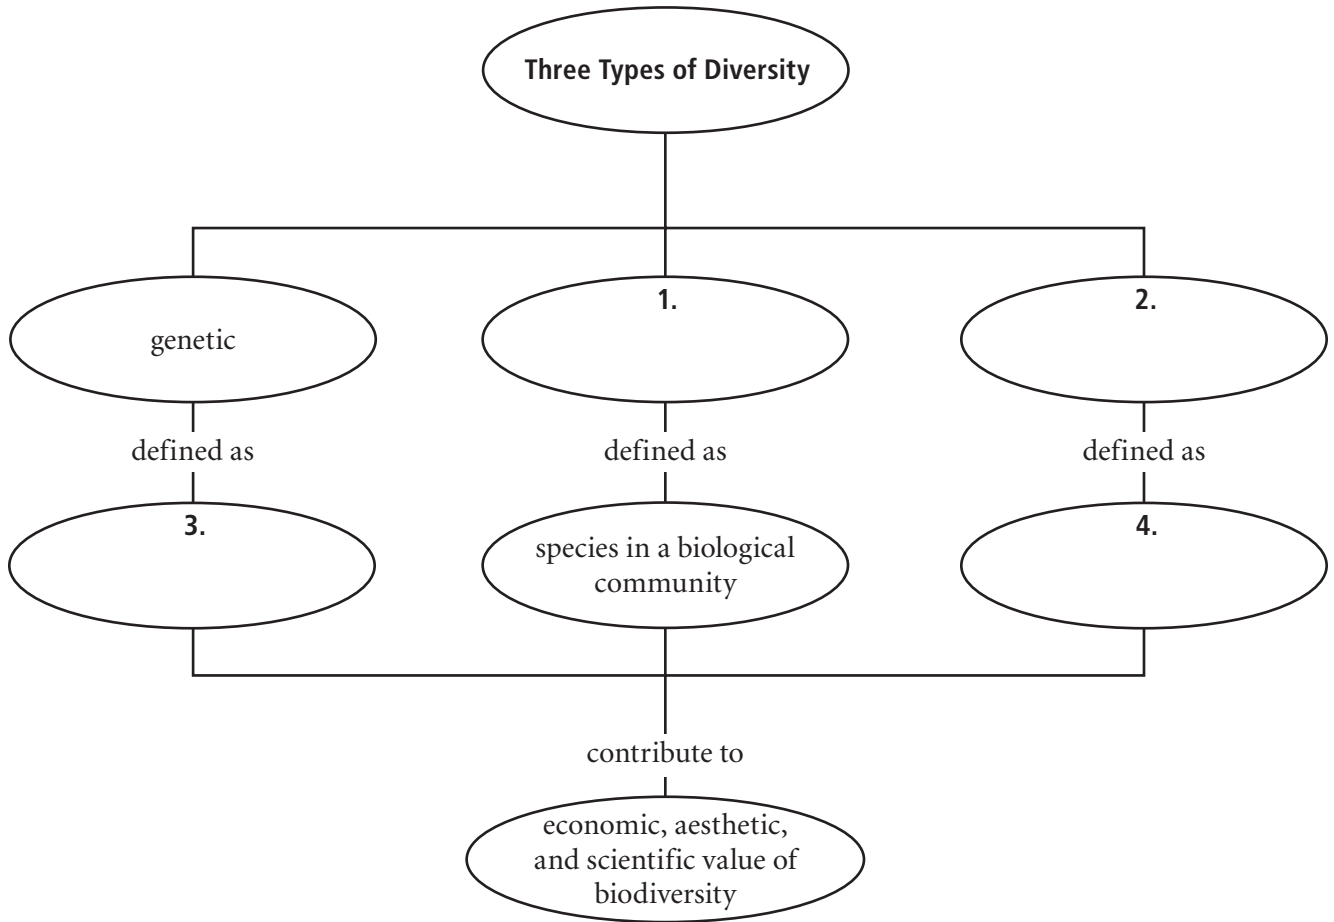 Three Types of Diversity
genetic
1.
2.
defined as
defined as
defined as
3.
species in a biological
community
4.
contribute to
economic, aesthetic,
and scientific value of
biodiversity